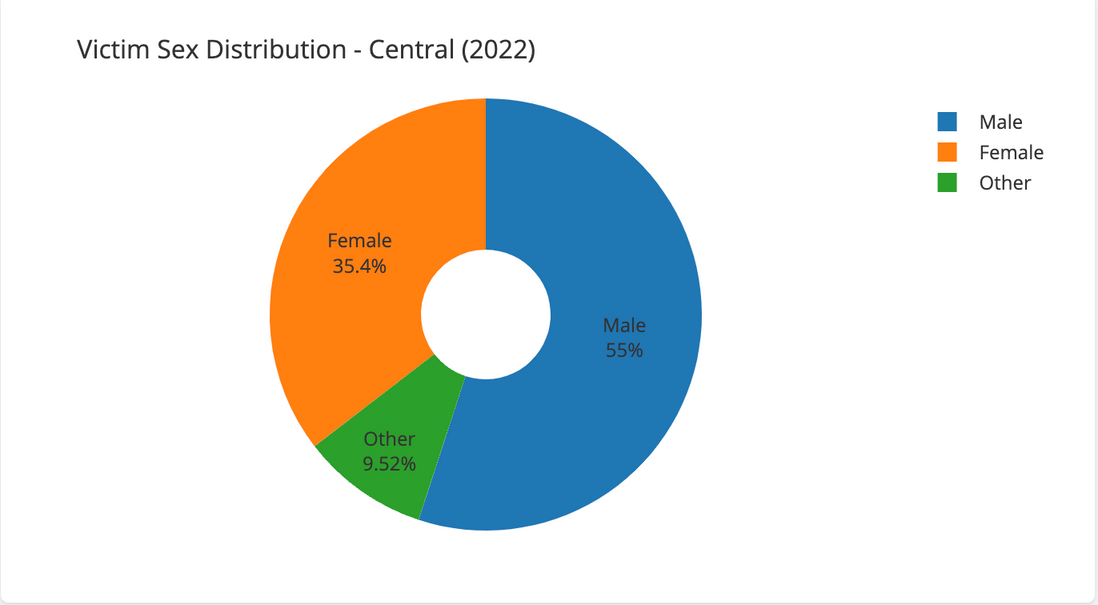 Victim Sex Distribution - Central (2022)
Male
Female
Other
Female
35.4%
Male
55%
Other
9.52%